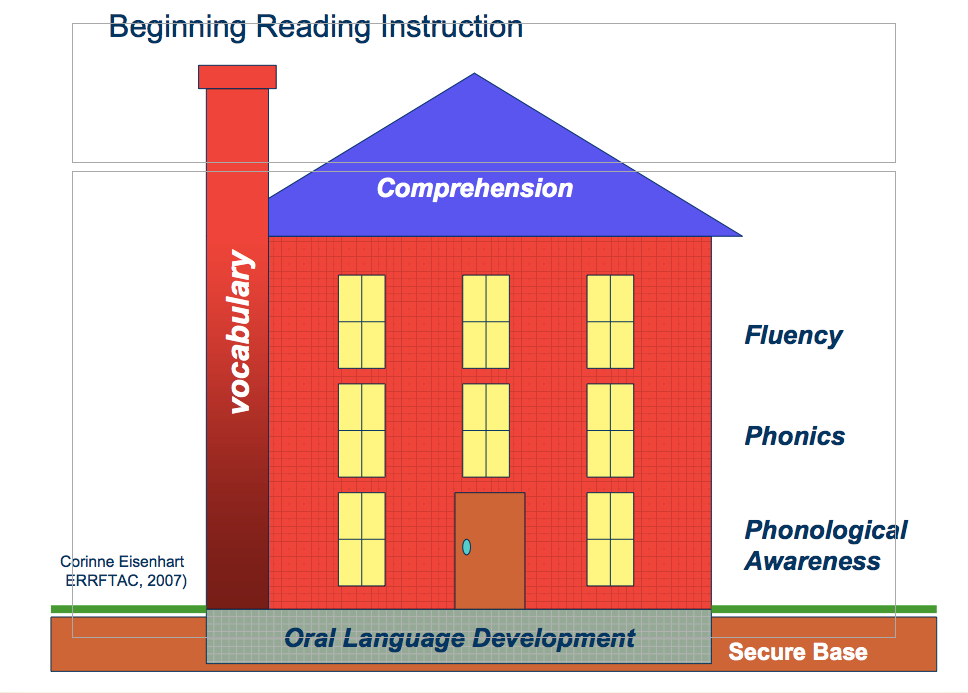 Beginning Reading Instruction
Comprehension
vocabulary
Fluency
Phonics
Phonological
Awareness
Corinne Eisenhart
ERRFTAC, 2007)
Oral Language Development
Secure Base